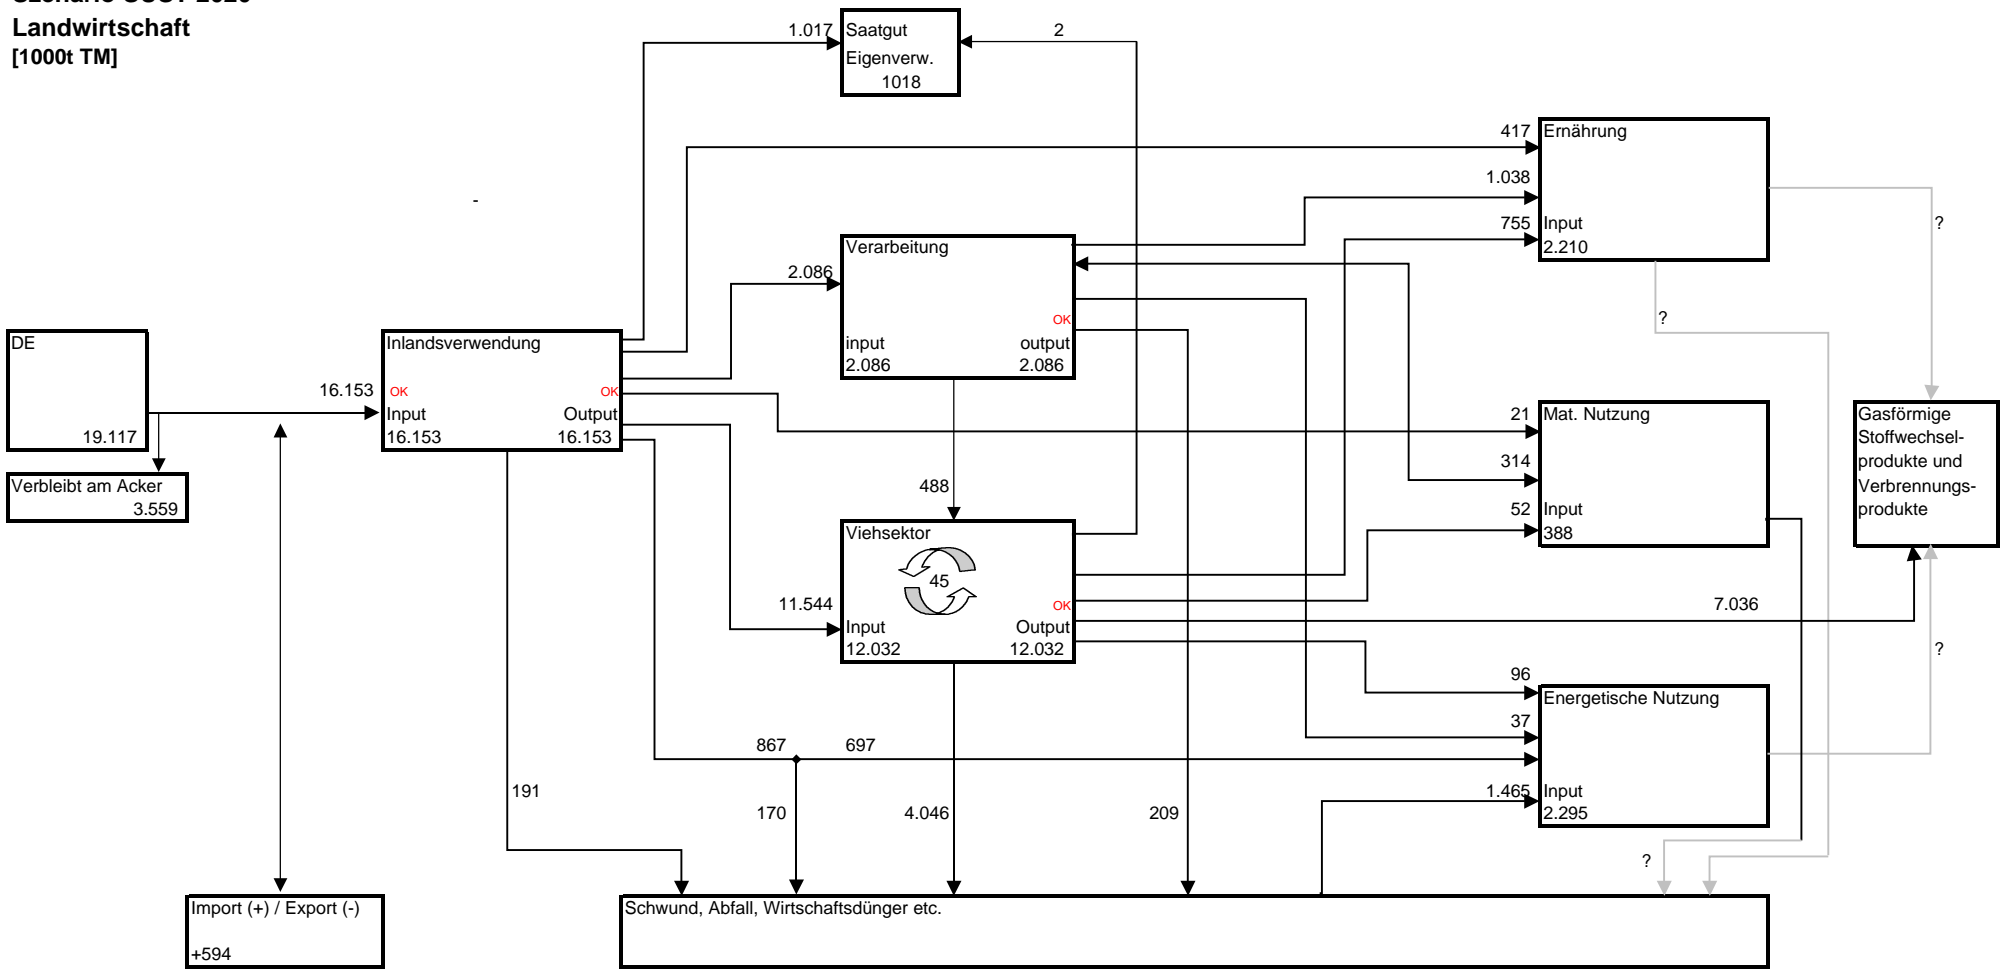 Landwirtschaft
[1000t TM]
1.017
Saatgut
Eigenverw.
1018
2
-
417
Ernährung
1.038
755
Input
2.210
?
?
Verarbeitung
2.086
OK
input
output
2.086
2.086
DE
19.117
Verbleibt am Acker
3.559
16.153
Inlandsverwendung
OK
OK
Input
Output
16.153
16.153
488
Viehsektor
45
11.544
OK
Input
Output
12.032
12.032
21
Mat. Nutzung
314
52
Input
388
Gasförmige
Stoffwechsel-
produkte und
Verbrennungs-
produkte
7.036
?
96
Energetische Nutzung
37
867
697
1.465
Input
2.295
191
170
4.046
209
?
Import (+) / Export (-)
+594
Schwund, Abfall, Wirtschaftsdünger etc.